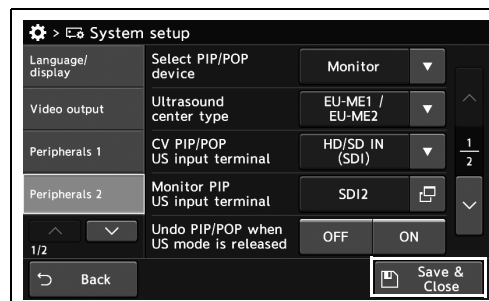 > System setup
Language/
display
Video output
Peripherals 1
Peripherals 2
1/2
Select PIP/POP
device
Monitor
Ultrasound
center type
EU-ME1 /
EU-ME2
CV PIP/POP
US input terminal
HD/SD IN
(SDI)
Monitor PIP
US input terminal
SDI2
Undo PIP/POP when
US mode is released
OFF
ON
1
2
Back
Save &
Close